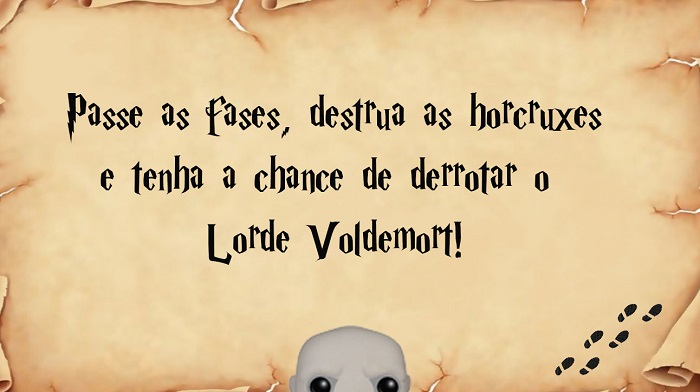 Passe as fases, destrua as horcruxes
e tenha a chance de derrotar o
Lorde Voldemort!